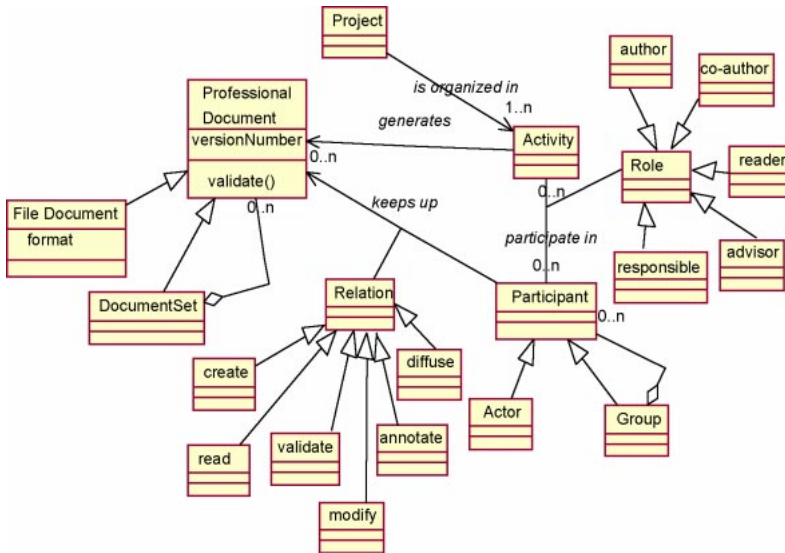 Project
author
co-author
Professional
Document
versionNumber
validate()
is organized in
1..n
generates
0..n
Activity
Role
reader
0..n
0..n
keeps up
File Document
format
participate in
0..n
responsible
advisor
DocumentSet
Relation
Participant
0..n
create
diffuse
Actor
Group
read
validate
annotate
modify